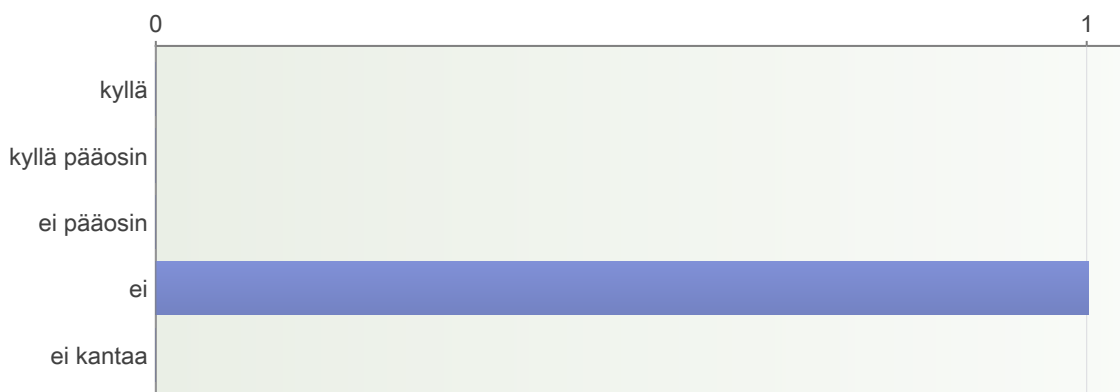 0 1
kyllä
kyllä pääosin
ei pääosin
ei
ei kantaa